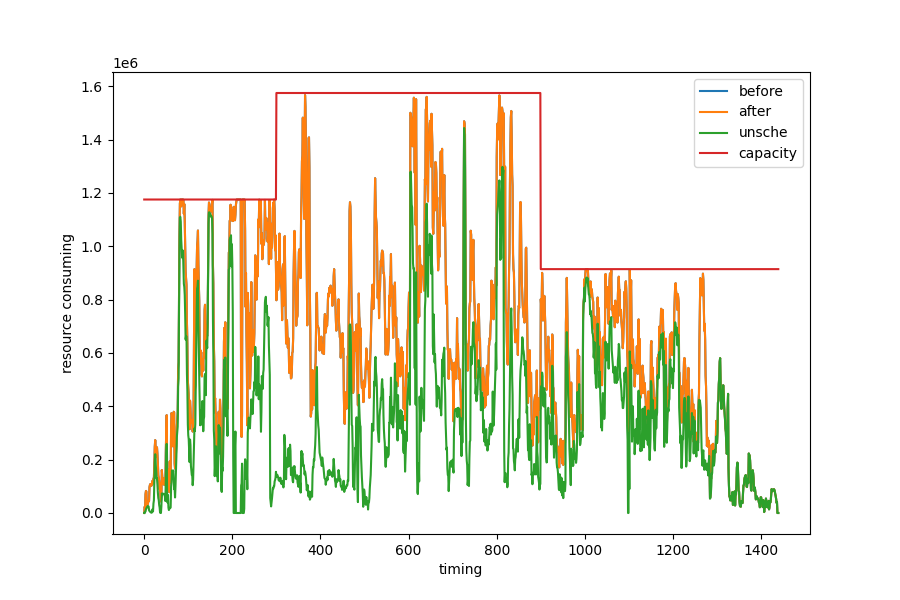 1e6
1.6
1.4
1.2
1.0
0.8
0.6
0.4
0.2
0.0
resource consuming
0 200 400 600 800 1000 1200 1400
timing
before
after
unsche
capacity